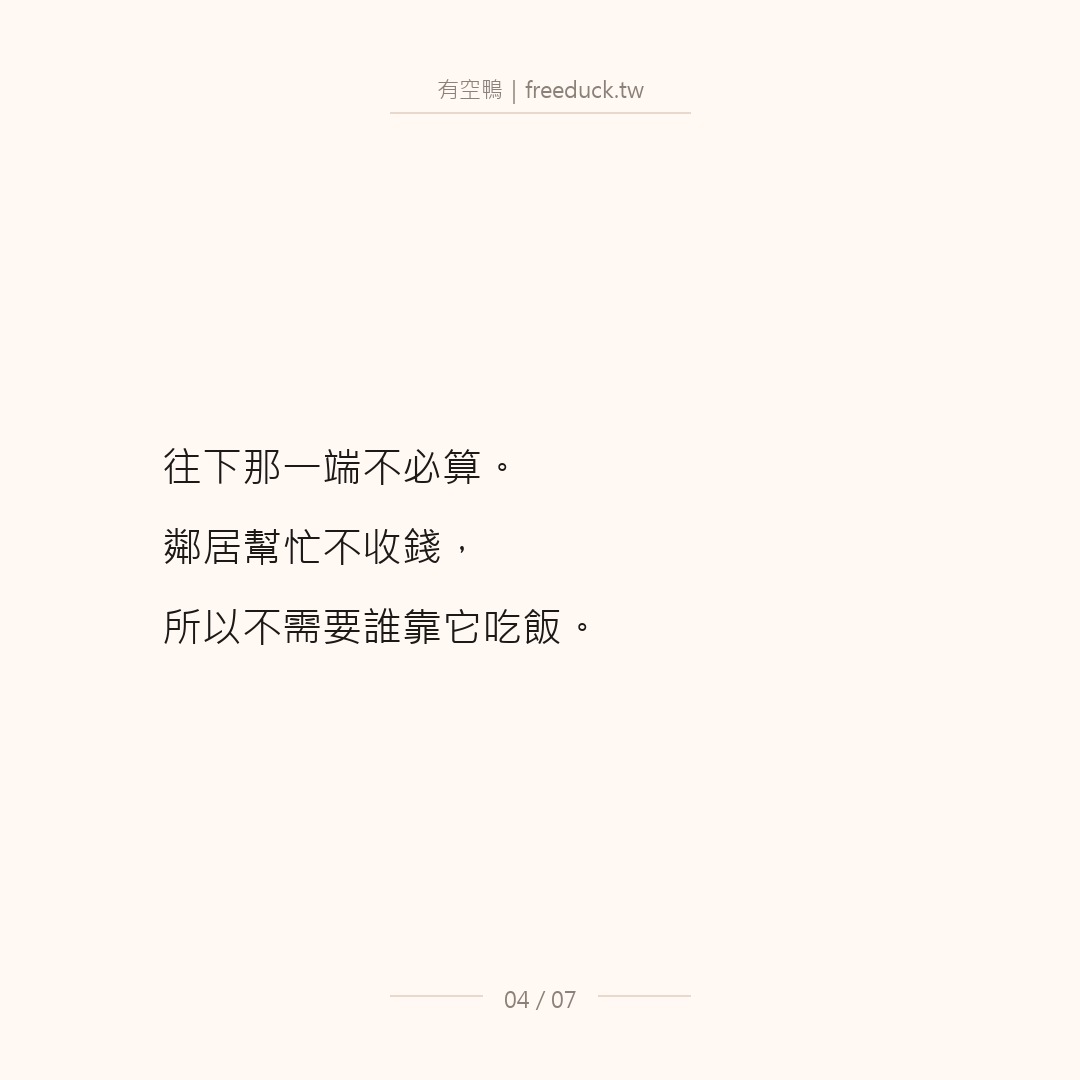 有空鴨｜freeduck.tw
往下那一端不必算。
鄰居幫忙不收錢，
所以不需要誰靠它吃飯。
04 / 07